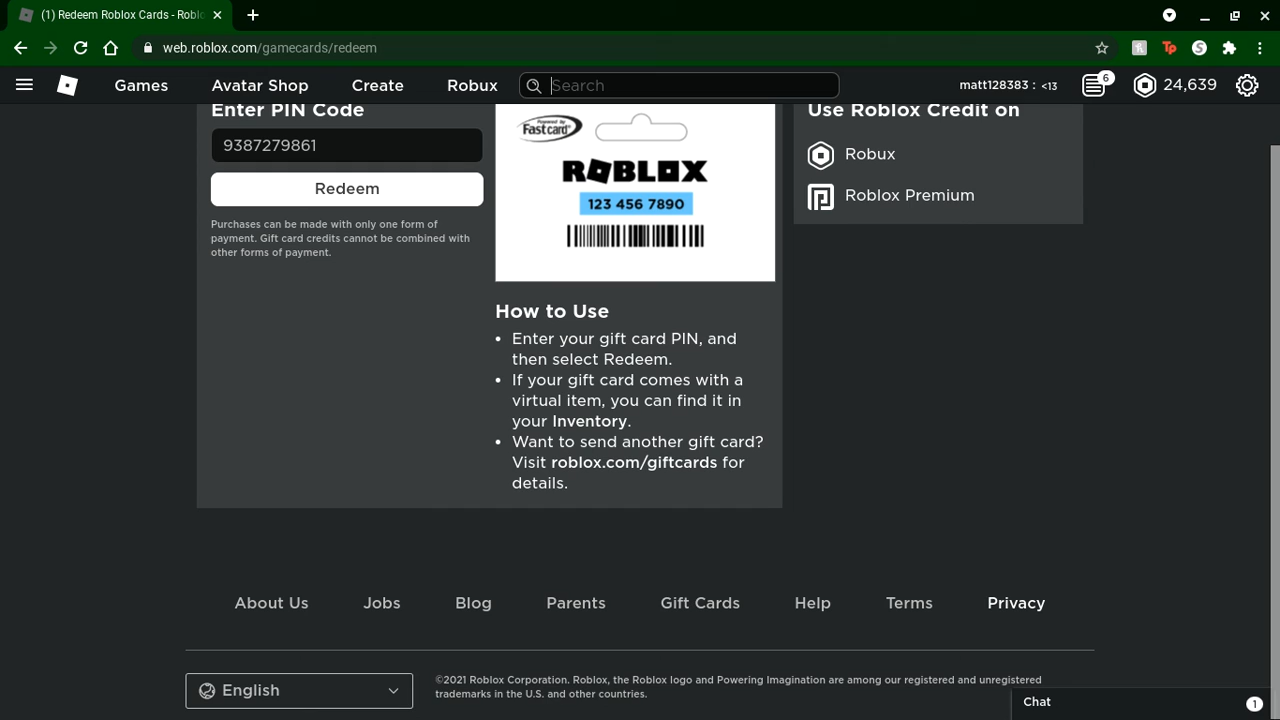 (1) Redeem Roblox Cards - Roblo
web.roblox.com/gamecards/redeem
Games Avatar Shop Create Robux Search matt128383 : <13 6 24,639
Enter PIN Code
9387279861
Redeem
Purchases can be made with only one form of
payment. Gift card credits cannot be combined with
other forms of payment.
Powered by
Fastcard
ROBLOX
123 456 7890
How to Use
• Enter your gift card PIN, and
then select Redeem.
• If your gift card comes with a
virtual item, you can find it in
your Inventory.
• Want to send another gift card?
Visit roblox.com/giftcards for
details.
Use Roblox Credit on
Robux
Roblox Premium
About Us Jobs Blog Parents Gift Cards Help Terms Privacy
English
©2021 Roblox Corporation. Roblox, the Roblox logo and Powering Imagination are among our registered and unregistered
trademarks in the U.S. and other countries.
Chat 1